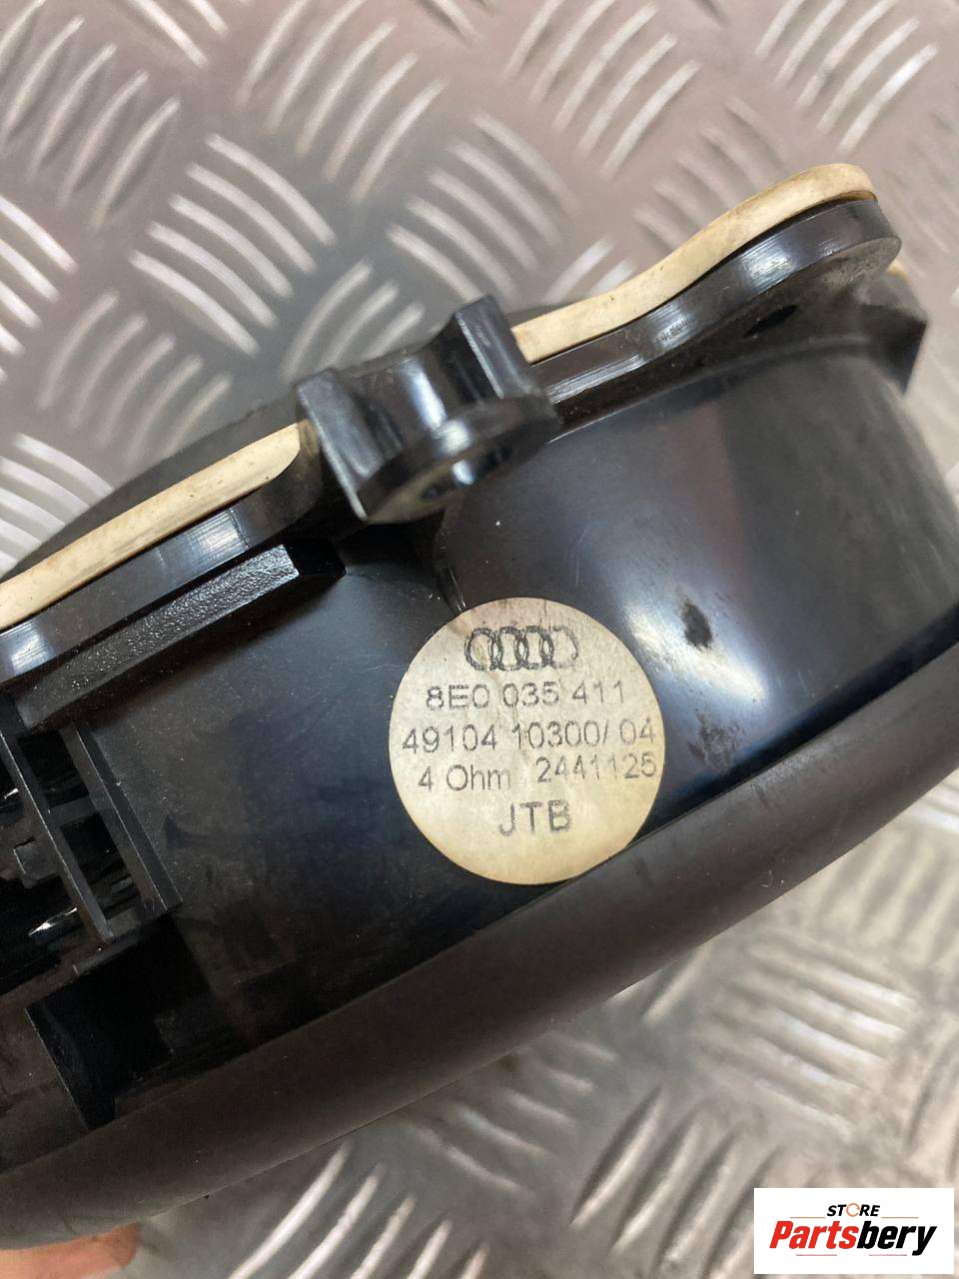 8E0 035 411
49104 10300/ 04
4 Ohm 2441125
JTB
STORE
Partsbery